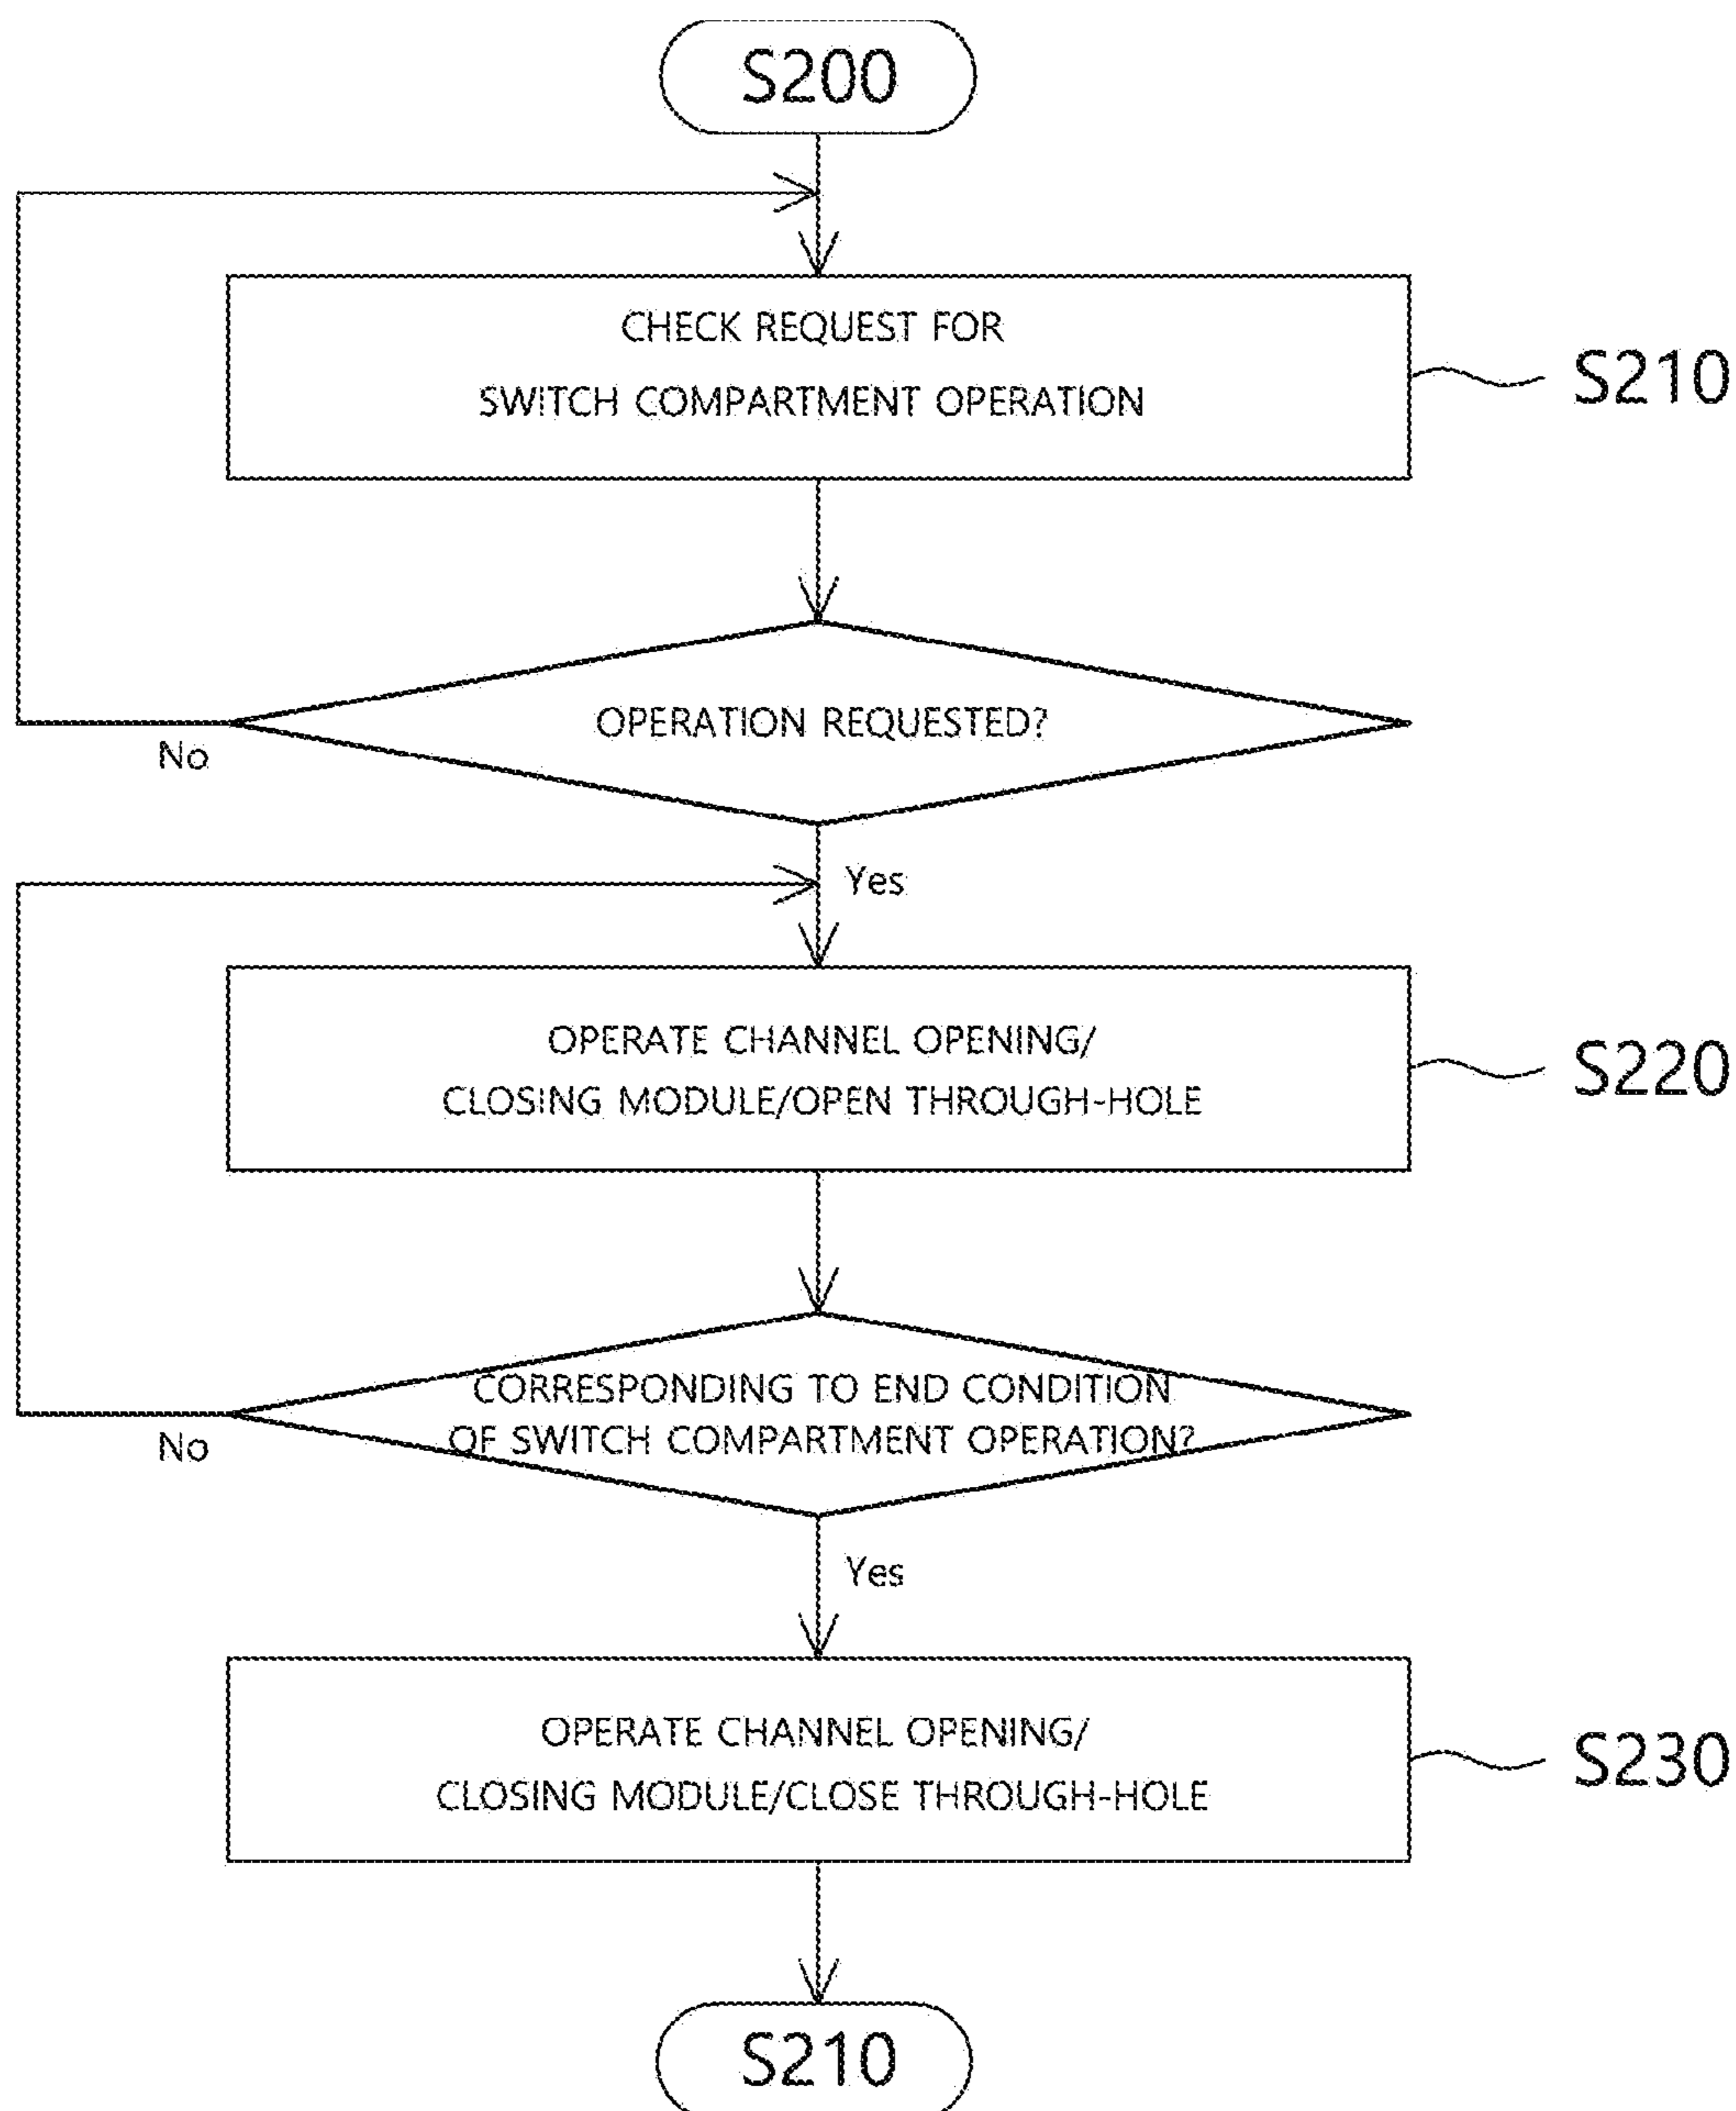 S200
CHECK REQUEST FOR
SWITCH COMPARTMENT OPERATION
S210
OPERATION REQUESTED?
No
Yes
OPERATE CHANNEL OPENING/
CLOSING MODULE/OPEN THROUGH-HOLE
S220
CORRESPONDING TO END CONDITION
OF SWITCH COMPARTMENT OPERATION?
No
Yes
OPERATE CHANNEL OPENING/
CLOSING MODULE/CLOSE THROUGH-HOLE
S230
S210